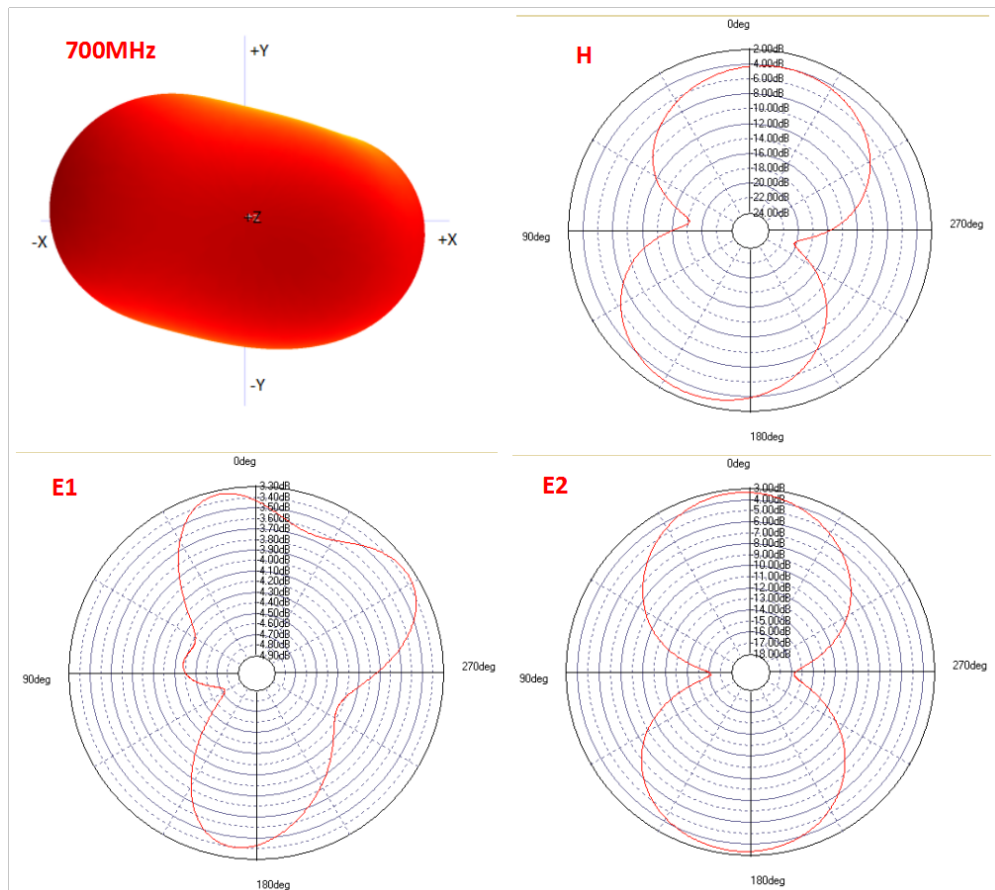 700MHz
+Y
+Z
-X
+X
-Y
H
0deg
-2.00dB
-4.00dB
-6.00dB
-8.00dB
-10.00dB
-12.00dB
-14.00dB
-16.00dB
-18.00dB
-20.00dB
-22.00dB
-24.00dB
90deg
270deg
180deg
E1
0deg
-3.30dB
-3.40dB
-3.50dB
-3.60dB
-3.70dB
-3.80dB
-3.90dB
-4.00dB
-4.10dB
-4.20dB
-4.30dB
-4.40dB
-4.50dB
-4.60dB
-4.70dB
-4.80dB
-4.90dB
90deg
270deg
180deg
E2
0deg
-3.00dB
-4.00dB
-5.00dB
-6.00dB
-7.00dB
-8.00dB
-9.00dB
-10.00dB
-11.00dB
-12.00dB
-13.00dB
-14.00dB
-15.00dB
-16.00dB
-17.00dB
-18.00dB
90deg
270deg
180deg